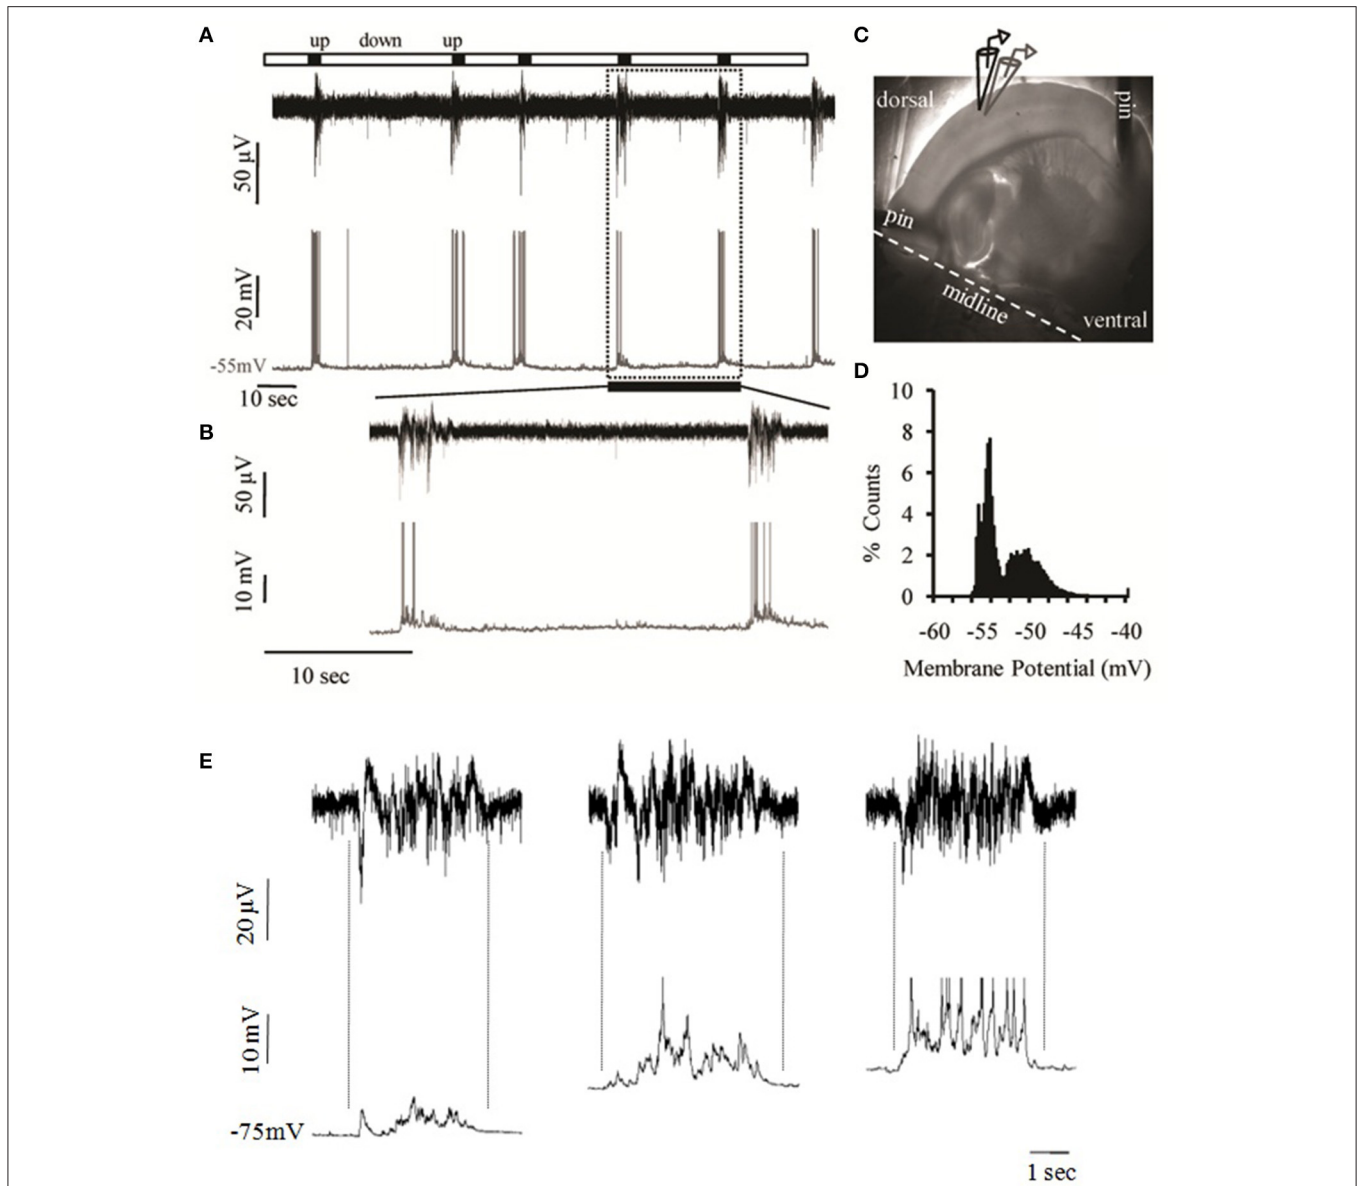 A
up
down
up
50 µV
20 mV
-55mV
10 sec
B
50 µV
10 mV
10 sec
C
dorsal
pin
pin
midline
ventral
D
10
8
6
4
2
0
% Counts
-60 -55 -50 -45 -40
Membrane Potential (mV)
E
20 µV
10 mV
-75mV
1 sec